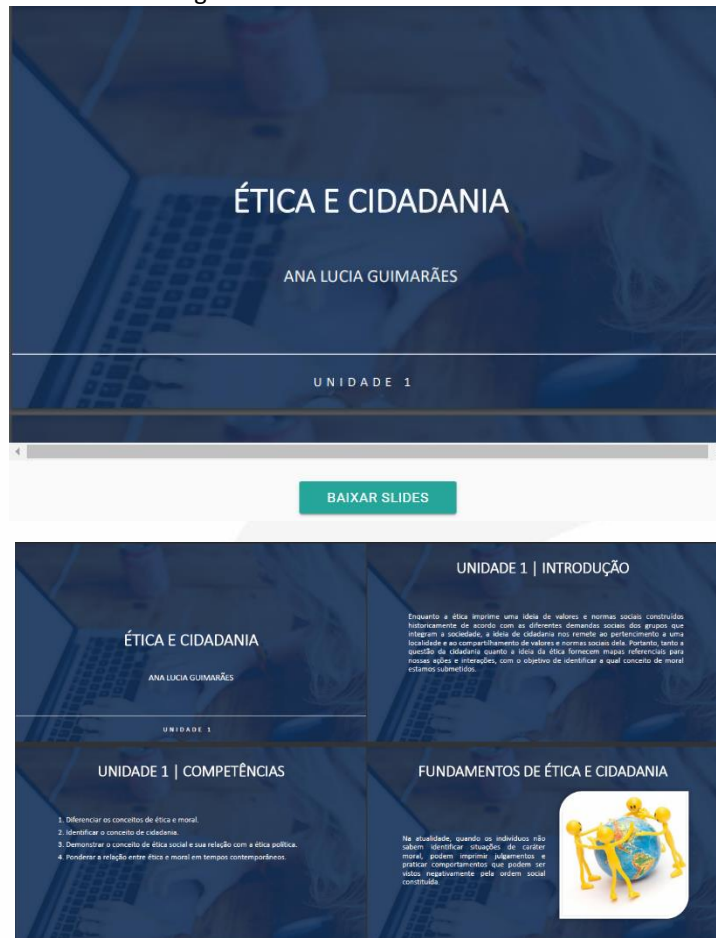 ÉTICA E CIDADANIA
ANA LUCIA GUIMARÃES
UNIDADE 1
BAIXAR SLIDES
ÉTICA E CIDADANIA
ANA LUCIA GUIMARÃES
UNIDADE 1
UNIDADE 1 | INTRODUÇÃO
Enquanto a ética imprime uma ideia de valores e normas sociais construídos
historicamente de acordo com as diferentes demandas sociais dos grupos que
integram a sociedade, a ideia de cidadania nos remete ao pertencimento a uma
localidade e ao compartilhamento de valores e normas sociais dela. Portanto, tanto a
questão da cidadania quanto a ideia da ética fornecem mapas referenciais para
nossas ações e interações, com o objetivo de identificar a qual conceito de moral
estamos submetidos.
UNIDADE 1 | COMPETÊNCIAS
1. Diferenciar os conceitos de ética e moral.
2. Identificar o conceito de cidadania.
3. Demonstrar o conceito de ética social e sua relação com a ética política.
4. Ponderar a relação entre ética e moral em tempos contemporâneos.
FUNDAMENTOS DE ÉTICA E CIDADANIA
Na atualidade, quando os indivíduos não
sabem identificar situações de caráter
moral, podem imprimir julgamentos e
praticar comportamentos que podem ser
vistos negativamente pela ordem social
constituída.